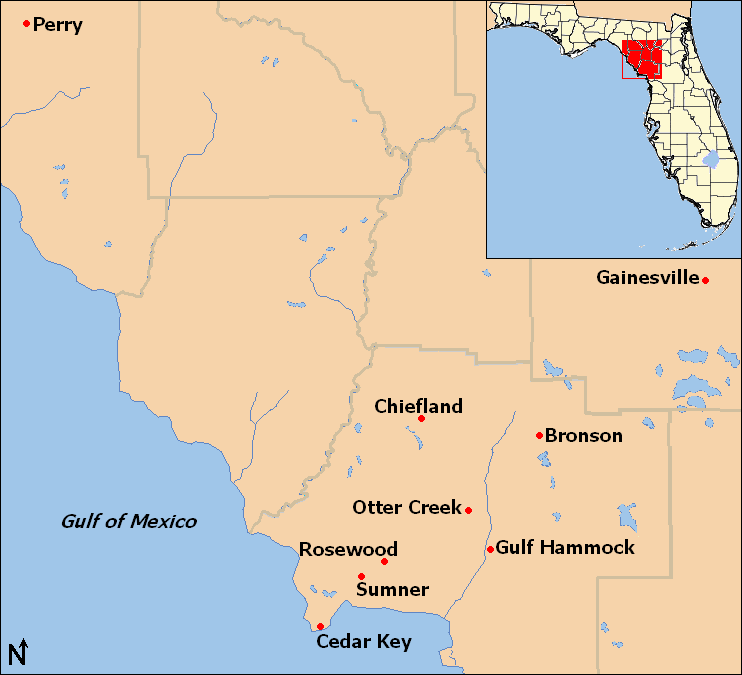 Perry
Gainesville
Chiefland
Bronson
Otter Creek
Gulf of Mexico
Rosewood
Gulf Hammock
Sumner
Cedar Key
N